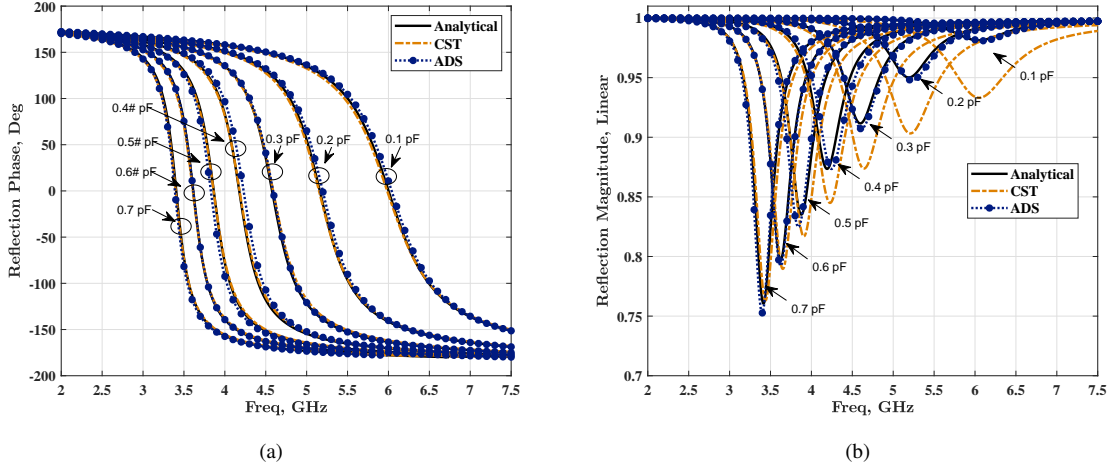 200
150
100
50
0
-50
-100
-150
-200
Reflection Phase, Deg
Analytical
CST
ADS
0.4# pF
0.5# pF
0.6# pF
0.7 pF
0.3 pF
0.2 pF
0.1 pF
2 2.5 3 3.5 4 4.5 5 5.5 6 6.5 7 7.5
Freq, GHz
(a)
1
0.95
0.9
0.85
0.8
0.75
0.7
Reflection Magnitude, Linear
0.1 pF
0.2 pF
0.3 pF
Analytical
CST
ADS
0.4 pF
0.5 pF
0.6 pF
0.7 pF
2 2.5 3 3.5 4 4.5 5 5.5 6 6.5 7 7.5
Freq, GHz
(b)